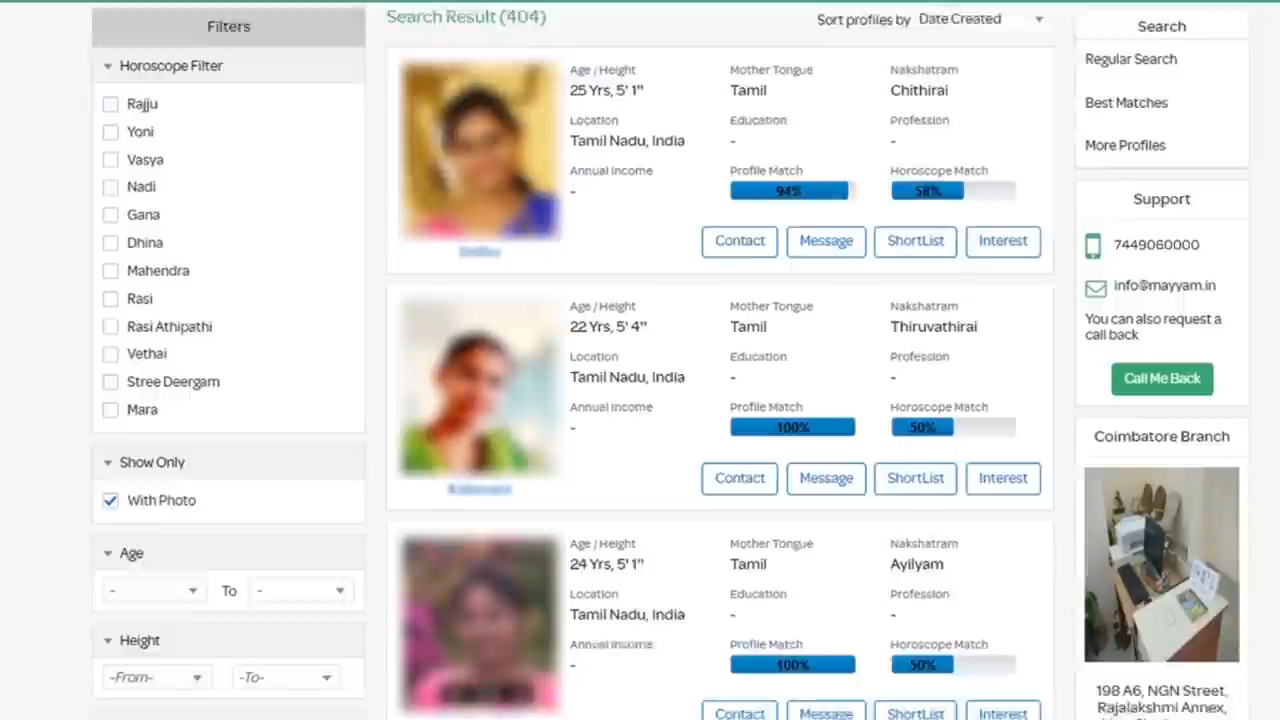 Filters
Horoscope Filter
Rajju
Yoni
Vasya
Nadi
Gana
Dhina
Mahendra
Rasi
Rasi Athipathi
Vethai
Stree Deergam
Mara
Show Only
With Photo
Age
- To -
Height
-From- -To-
Search Result (404)
Sort profiles by Date Created
Age / Height Mother Tongue Nakshatram
25 Yrs, 5' 1" Tamil Chithirai
Location Education Profession
Tamil Nadu, India - -
Annual Income Profile Match Horoscope Match
- 94% 58%
Contact Message ShortList Interest
Age / Height Mother Tongue Nakshatram
22 Yrs, 5' 4" Tamil Thiruvathirai
Location Education Profession
Tamil Nadu, India - -
Annual Income Profile Match Horoscope Match
- 100% 50%
Contact Message ShortList Interest
Age / Height Mother Tongue Nakshatram
24 Yrs, 5' 1" Tamil Ayilyam
Location Education Profession
Tamil Nadu, India - -
Annual Income Profile Match Horoscope Match
- 100% 50%
Contact Message ShortList Interest
Search
Regular Search
Best Matches
More Profiles
Support
7449060000
info@mayyam.in
You can also request a
call back
Call Me Back
Coimbatore Branch
198 A6, NGN Street,
Rajalakshmi Annex,